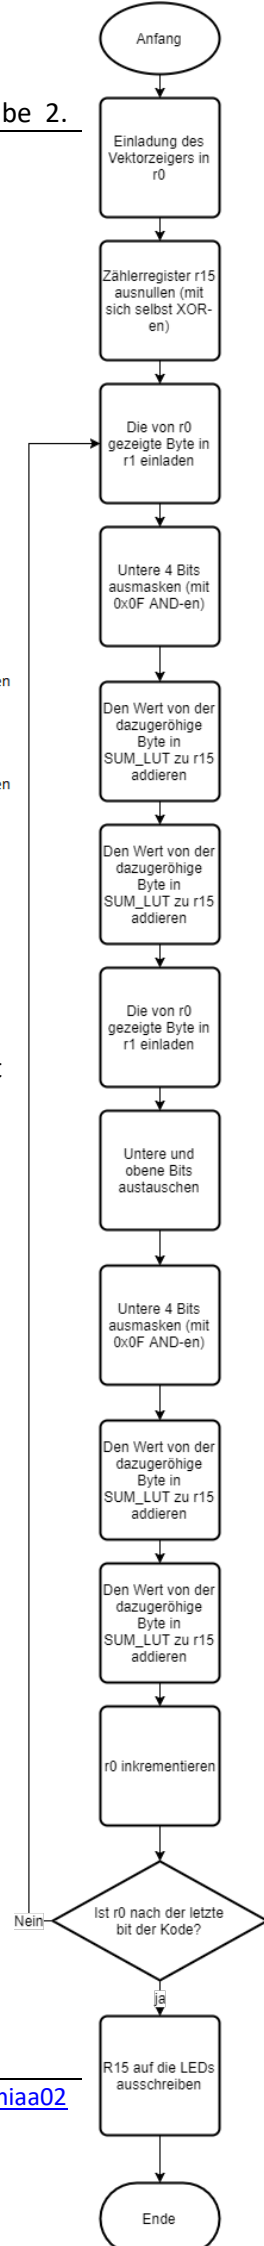 Anfang
be 2.
Einladung des
Vektorzeigers in
r0
Zählerregister r15
ausnullen (mit
sich selbst XOR-
en)
Die von r0
gezeigte Byte in
r1 einladen
Untere 4 Bits
ausmasken (mit
0x0F AND-en)
en
Den Wert von der
dazugeröhige
Byte in
SUM_LUT zu r15
addieren
en
Den Wert von der
dazugeröhige
Byte in
SUM_LUT zu r15
addieren
Die von r0
gezeigte Byte in
r1 einladen
Untere und
obene Bits
austauschen
Untere 4 Bits
ausmasken (mit
0x0F AND-en)
Den Wert von der
dazugeröhige
Byte in
SUM_LUT zu r15
addieren
Den Wert von der
dazugeröhige
Byte in
SUM_LUT zu r15
addieren
r0 inkrementieren
Ist r0 nach der letzte
bit der Kode?
Nein
ja
R15 auf die LEDs
ausschreiben
niaa02
Ende